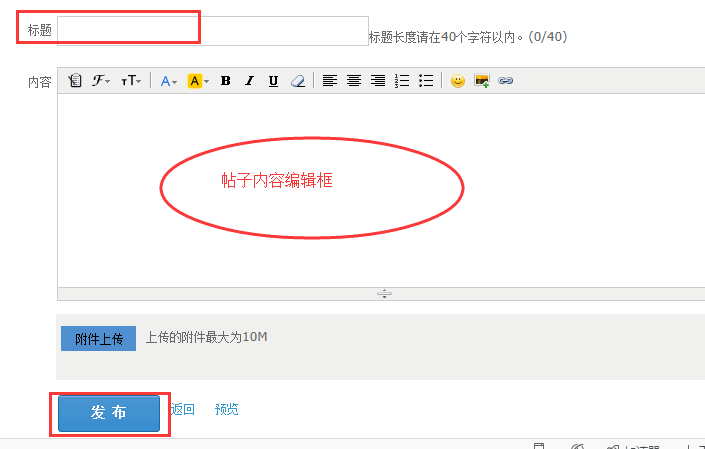 标题
标题长度请在40个字符以内。(0/40)
内容
F TT A A B I U
帖子内容编辑框
附件上传 上传的附件最大为10M
发布 返回 预览